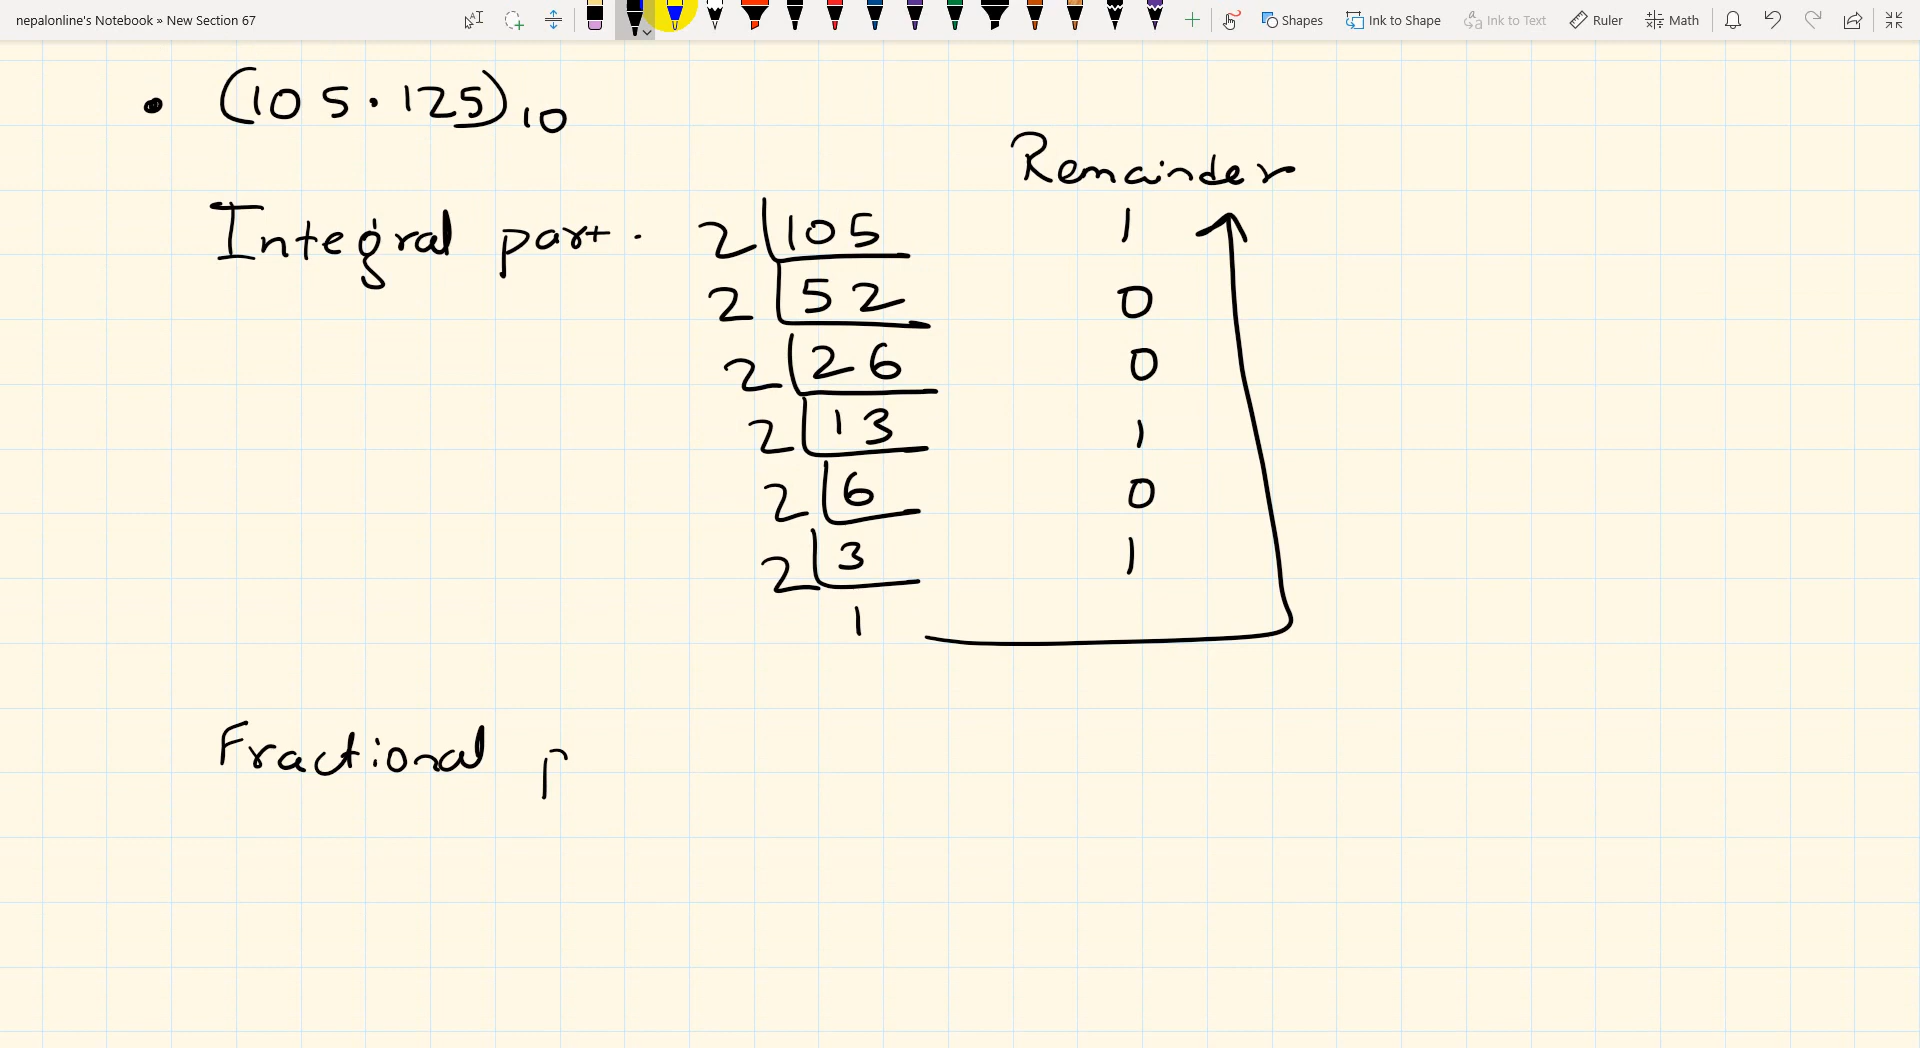 nepalonline's Notebook » New Section 67
Shapes Ink to Shape Ink to Text Ruler Math
• (105.125)10
Remainder
Integral part. 2 105 1
2 52 0
2 26 0
2 13 1
2 6 0
2 3 1
1
Fractional p